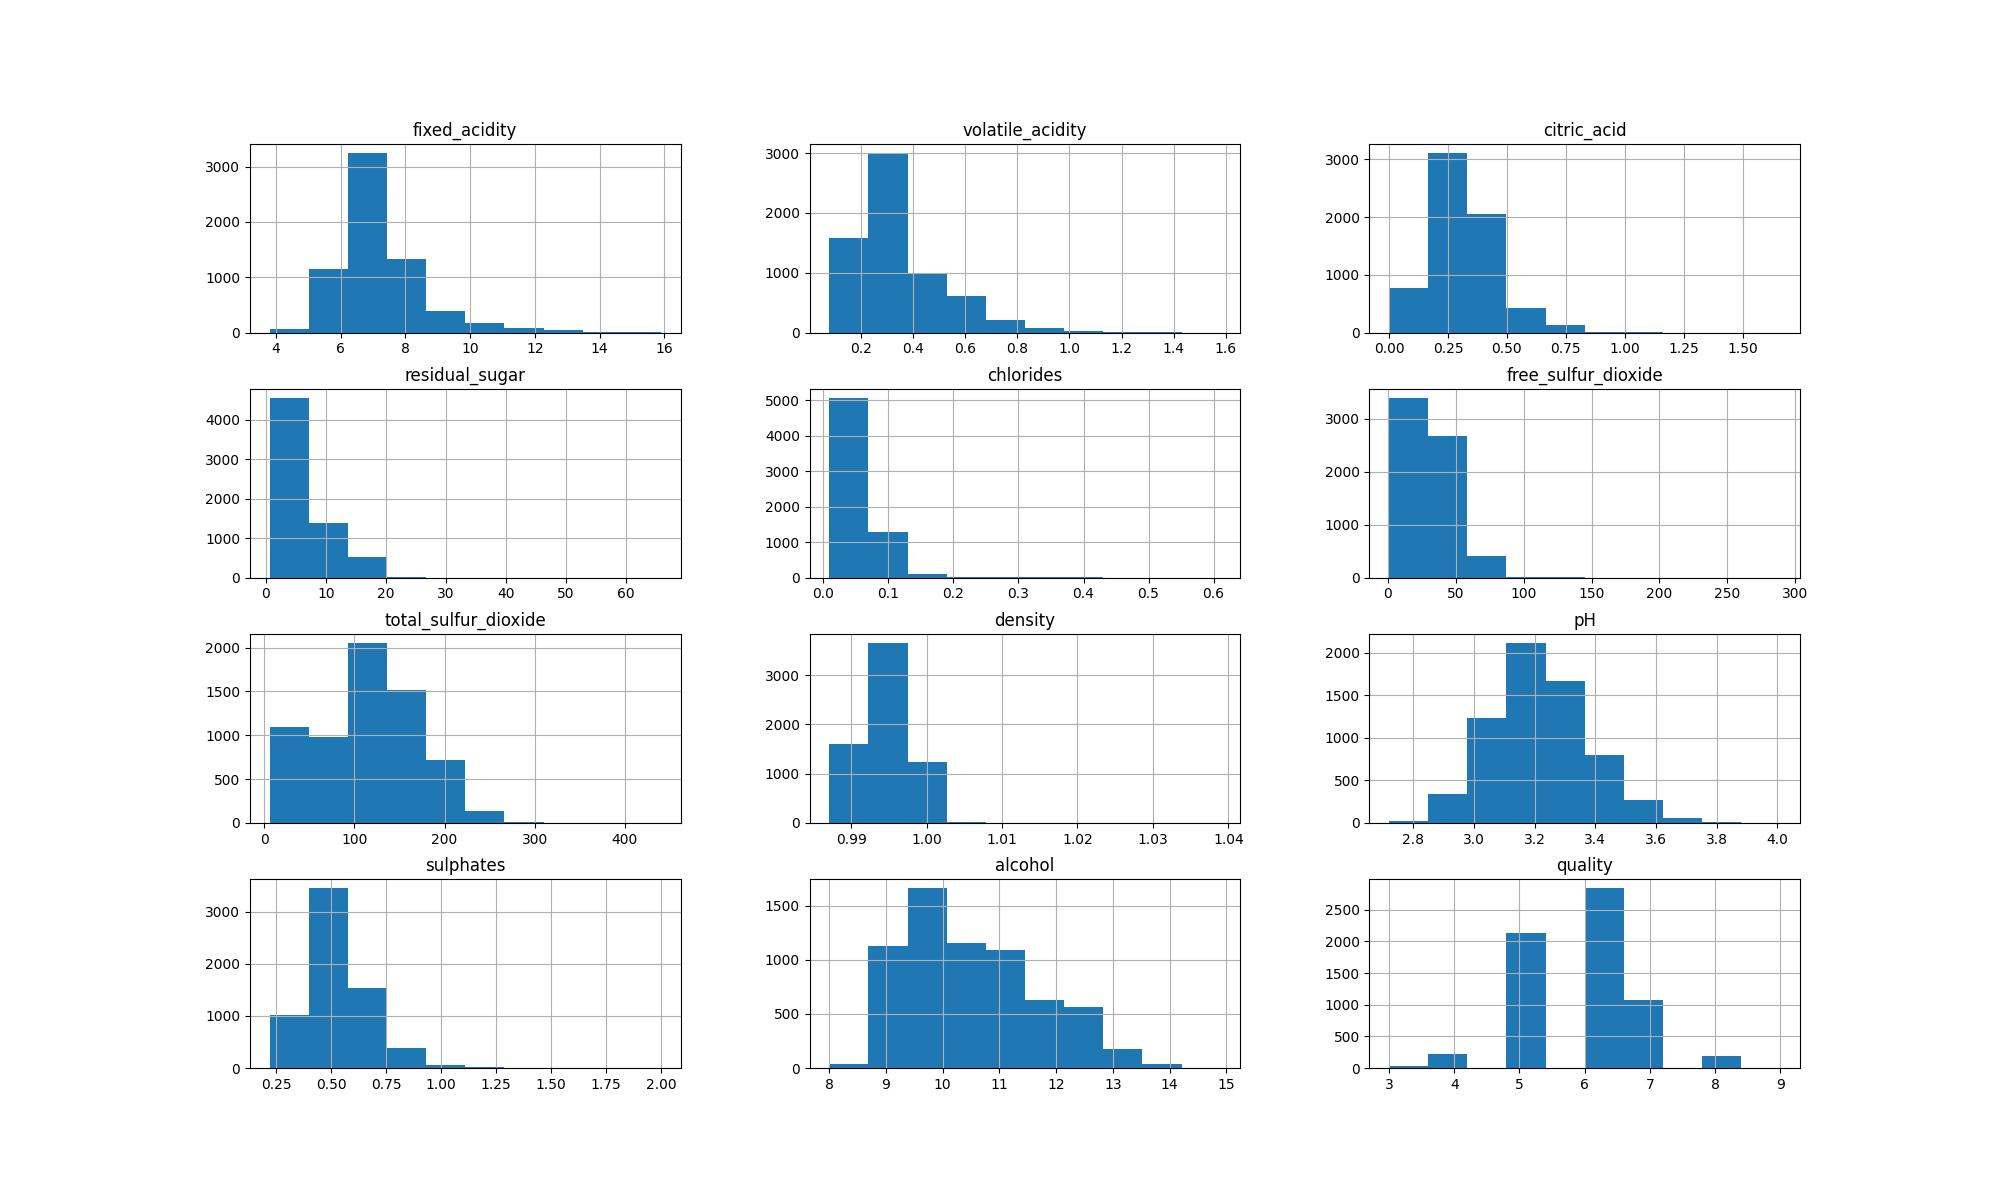 fixed_acidity
3000
2000
1000
0
4 6 8 10 12 14 16
volatile_acidity
3000
2000
1000
0
0.2 0.4 0.6 0.8 1.0 1.2 1.4 1.6
citric_acid
3000
2000
1000
0
0.00 0.25 0.50 0.75 1.00 1.25 1.50
residual_sugar
4000
3000
2000
1000
0
0 10 20 30 40 50 60
chlorides
5000
4000
3000
2000
1000
0
0.0 0.1 0.2 0.3 0.4 0.5 0.6
free_sulfur_dioxide
3000
2000
1000
0
0 50 100 150 200 250 300
total_sulfur_dioxide
2000
1500
1000
500
0
0 100 200 300 400
density
3000
2000
1000
0
0.99 1.00 1.01 1.02 1.03 1.04
pH
2000
1500
1000
500
0
2.8 3.0 3.2 3.4 3.6 3.8 4.0
sulphates
3000
2000
1000
0
0.25 0.50 0.75 1.00 1.25 1.50 1.75 2.00
alcohol
1500
1000
500
0
8 9 10 11 12 13 14 15
quality
2500
2000
1500
1000
500
0
3 4 5 6 7 8 9